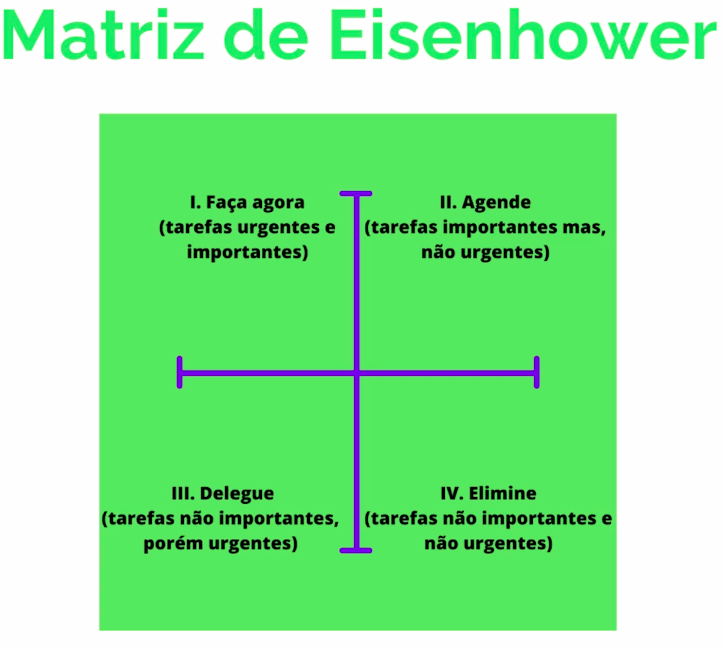 Matriz de Eisenhower
I. Faça agora
(tarefas urgentes e
importantes)
II. Agende
(tarefas importantes mas,
não urgentes)
III. Delegue
(tarefas não importantes,
porém urgentes)
IV. Elimine
(tarefas não importantes e
não urgentes)